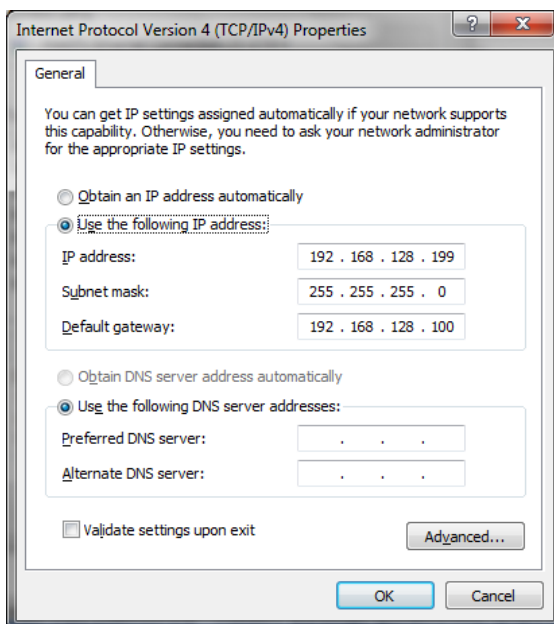 Internet Protocol Version 4 (TCP/IPv4) Properties
? X
General
You can get IP settings assigned automatically if your network supports
this capability. Otherwise, you need to ask your network administrator
for the appropriate IP settings.
Obtain an IP address automatically
Use the following IP address:
IP address: 192 . 168 . 128 . 199
Subnet mask: 255 . 255 . 255 . 0
Default gateway: 192 . 168 . 128 . 100
Obtain DNS server address automatically
Use the following DNS server addresses:
Preferred DNS server: . . .
Alternate DNS server: . . .
Validate settings upon exit
Advanced...
OK Cancel